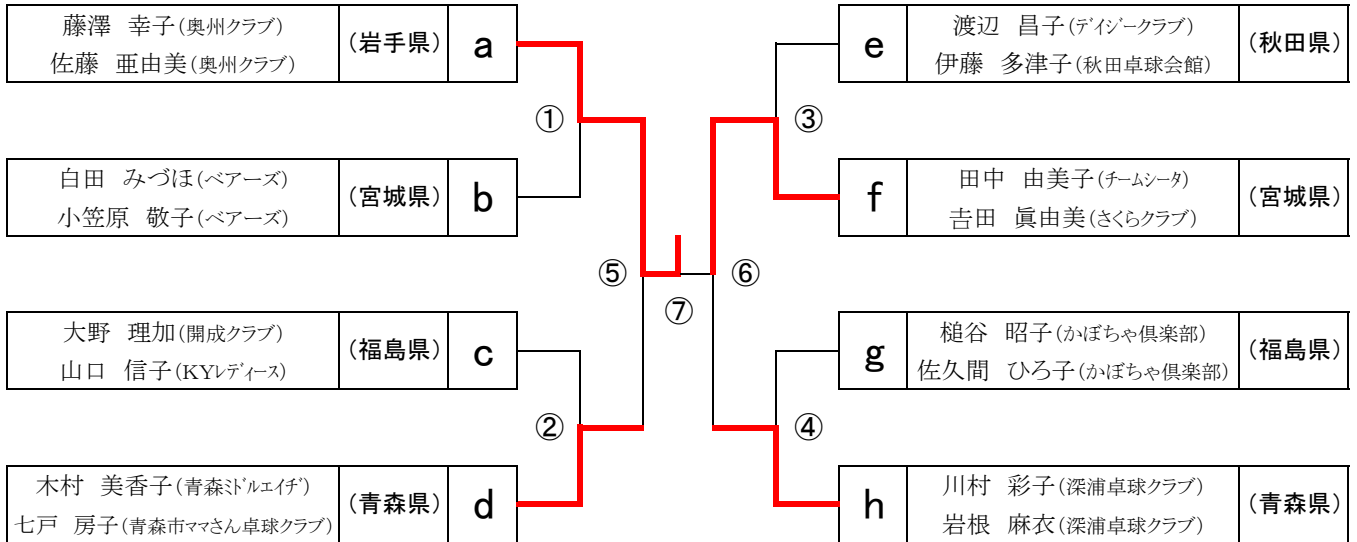 藤澤 幸子(奥州クラブ)
佐藤 亜由美(奥州クラブ)
(岩手県)
a
①
白田 みづほ(ベアーズ)
小笠原 敬子(ベアーズ)
(宮城県)
b
大野 理加(開成クラブ)
山口 信子(KYレディース)
(福島県)
c
②
木村 美香子(青森ミドルエイヂ)
七戸 房子(青森市ママさん卓球クラブ)
(青森県)
d
⑤
⑦
⑥
e
渡辺 昌子(デイジークラブ)
伊藤 多津子(秋田卓球会館)
(秋田県)
③
f
田中 由美子(チームシータ)
吉田 眞由美(さくらクラブ)
(宮城県)
g
槌谷 昭子(かぼちゃ倶楽部)
佐久間 ひろ子(かぼちゃ倶楽部)
(福島県)
④
h
川村 彩子(深浦卓球クラブ)
岩根 麻衣(深浦卓球クラブ)
(青森県)